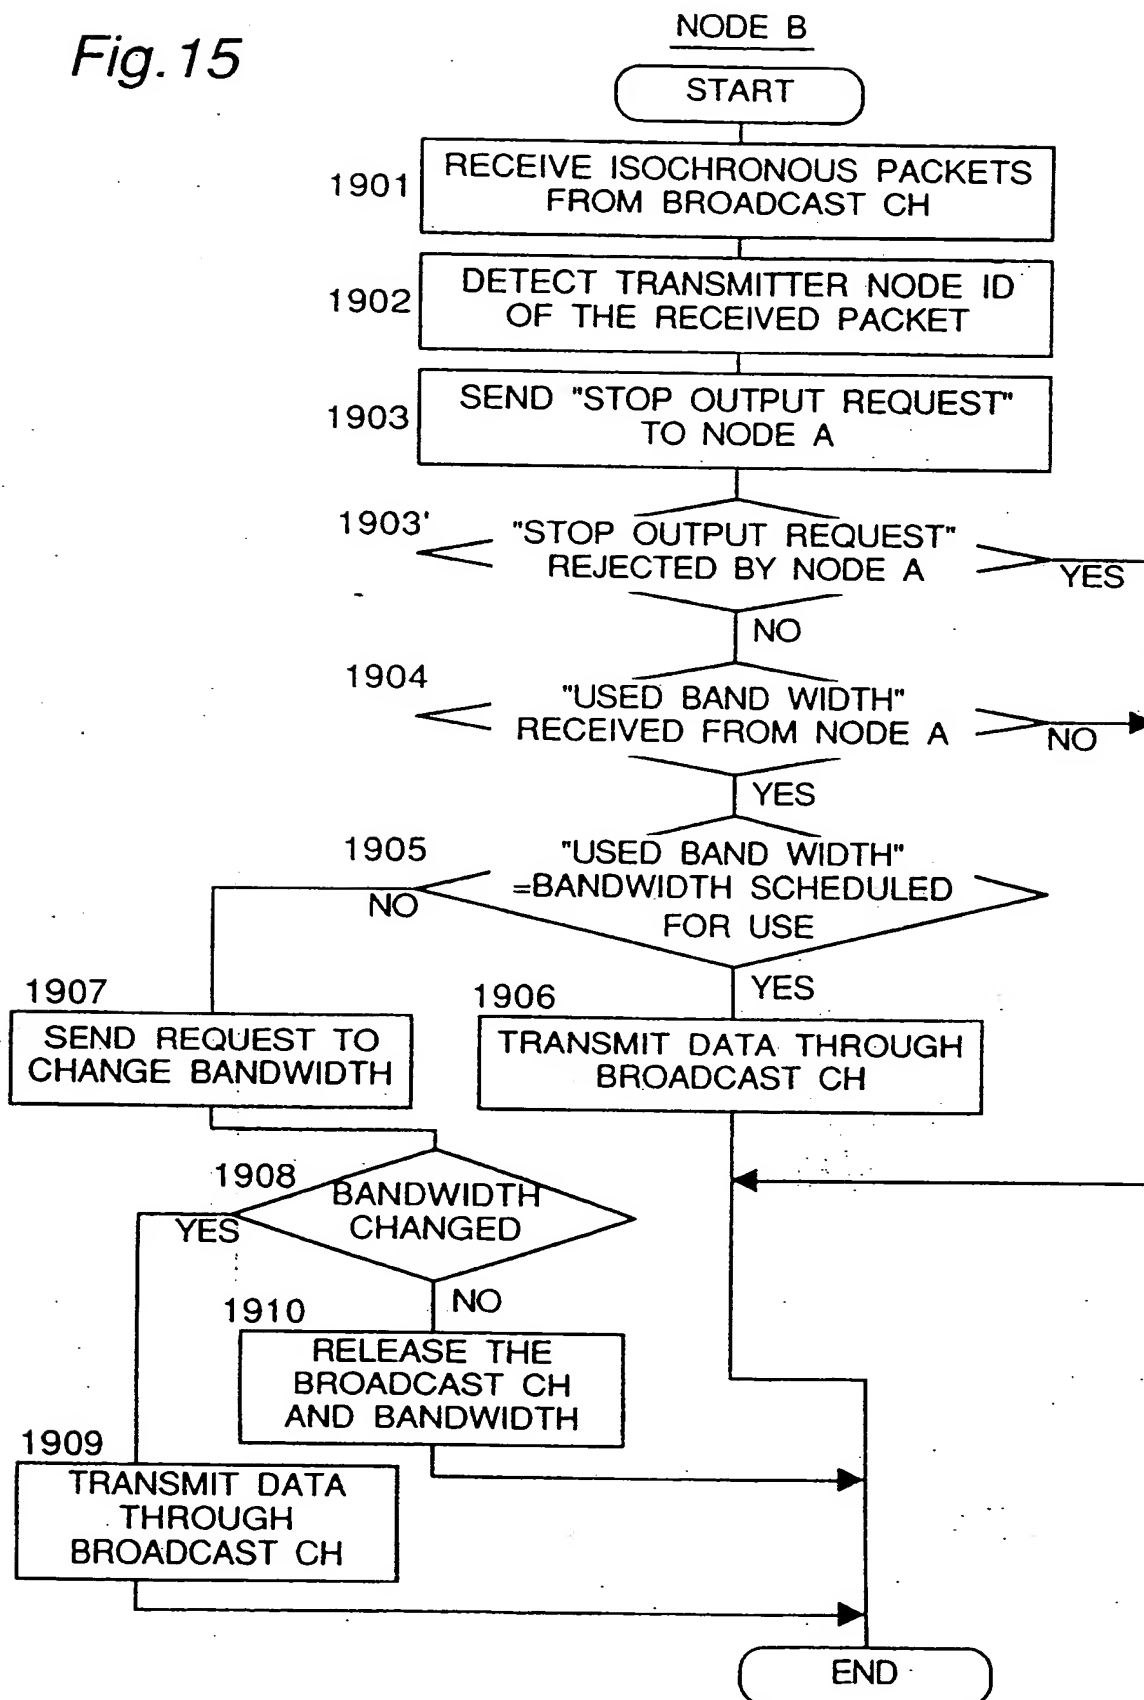 Fig.15
NODE B
START
1901
RECEIVE ISOCHRONOUS PACKETS
FROM BROADCAST CH
1902
DETECT TRANSMITTER NODE ID
OF THE RECEIVED PACKET
1903
SEND "STOP OUTPUT REQUEST"
TO NODE A
1903'
"STOP OUTPUT REQUEST"
REJECTED BY NODE A
YES
NO
1904
"USED BAND WIDTH"
RECEIVED FROM NODE A
NO
YES
1905
"USED BAND WIDTH"
=BANDWIDTH SCHEDULED
FOR USE
NO
YES
1907
SEND REQUEST TO
CHANGE BANDWIDTH
1906
TRANSMIT DATA THROUGH
BROADCAST CH
1908
BANDWIDTH
CHANGED
YES
NO
1910
RELEASE THE
BROADCAST CH
AND BANDWIDTH
1909
TRANSMIT DATA
THROUGH
BROADCAST CH
END